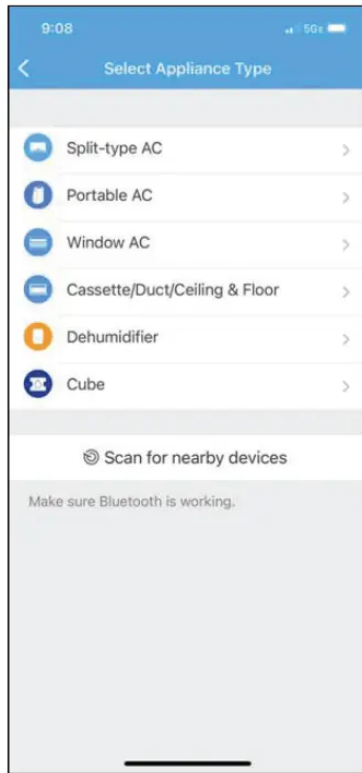 9:08
5G
Select Appliance Type
Split-type AC
Portable AC
Window AC
Cassette/Duct/Ceiling & Floor
Dehumidifier
Cube
Scan for nearby devices
Make sure Bluetooth is working.